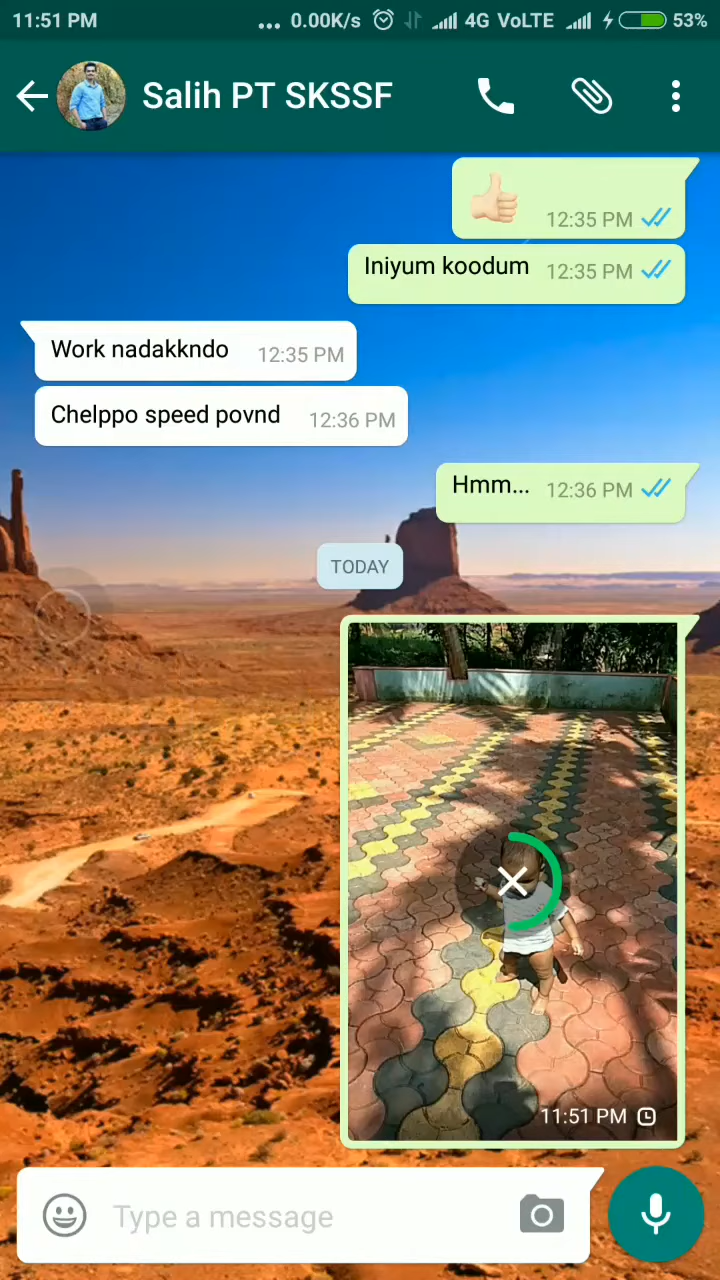 11:51 PM ... 0.00K/s 4G VoLTE 53%
Salih PT SKSSF
12:35 PM
Iniyum koodum 12:35 PM
Work nadakkndo 12:35 PM
Chelppo speed povnd 12:36 PM
Hmm... 12:36 PM
TODAY
11:51 PM
Type a message